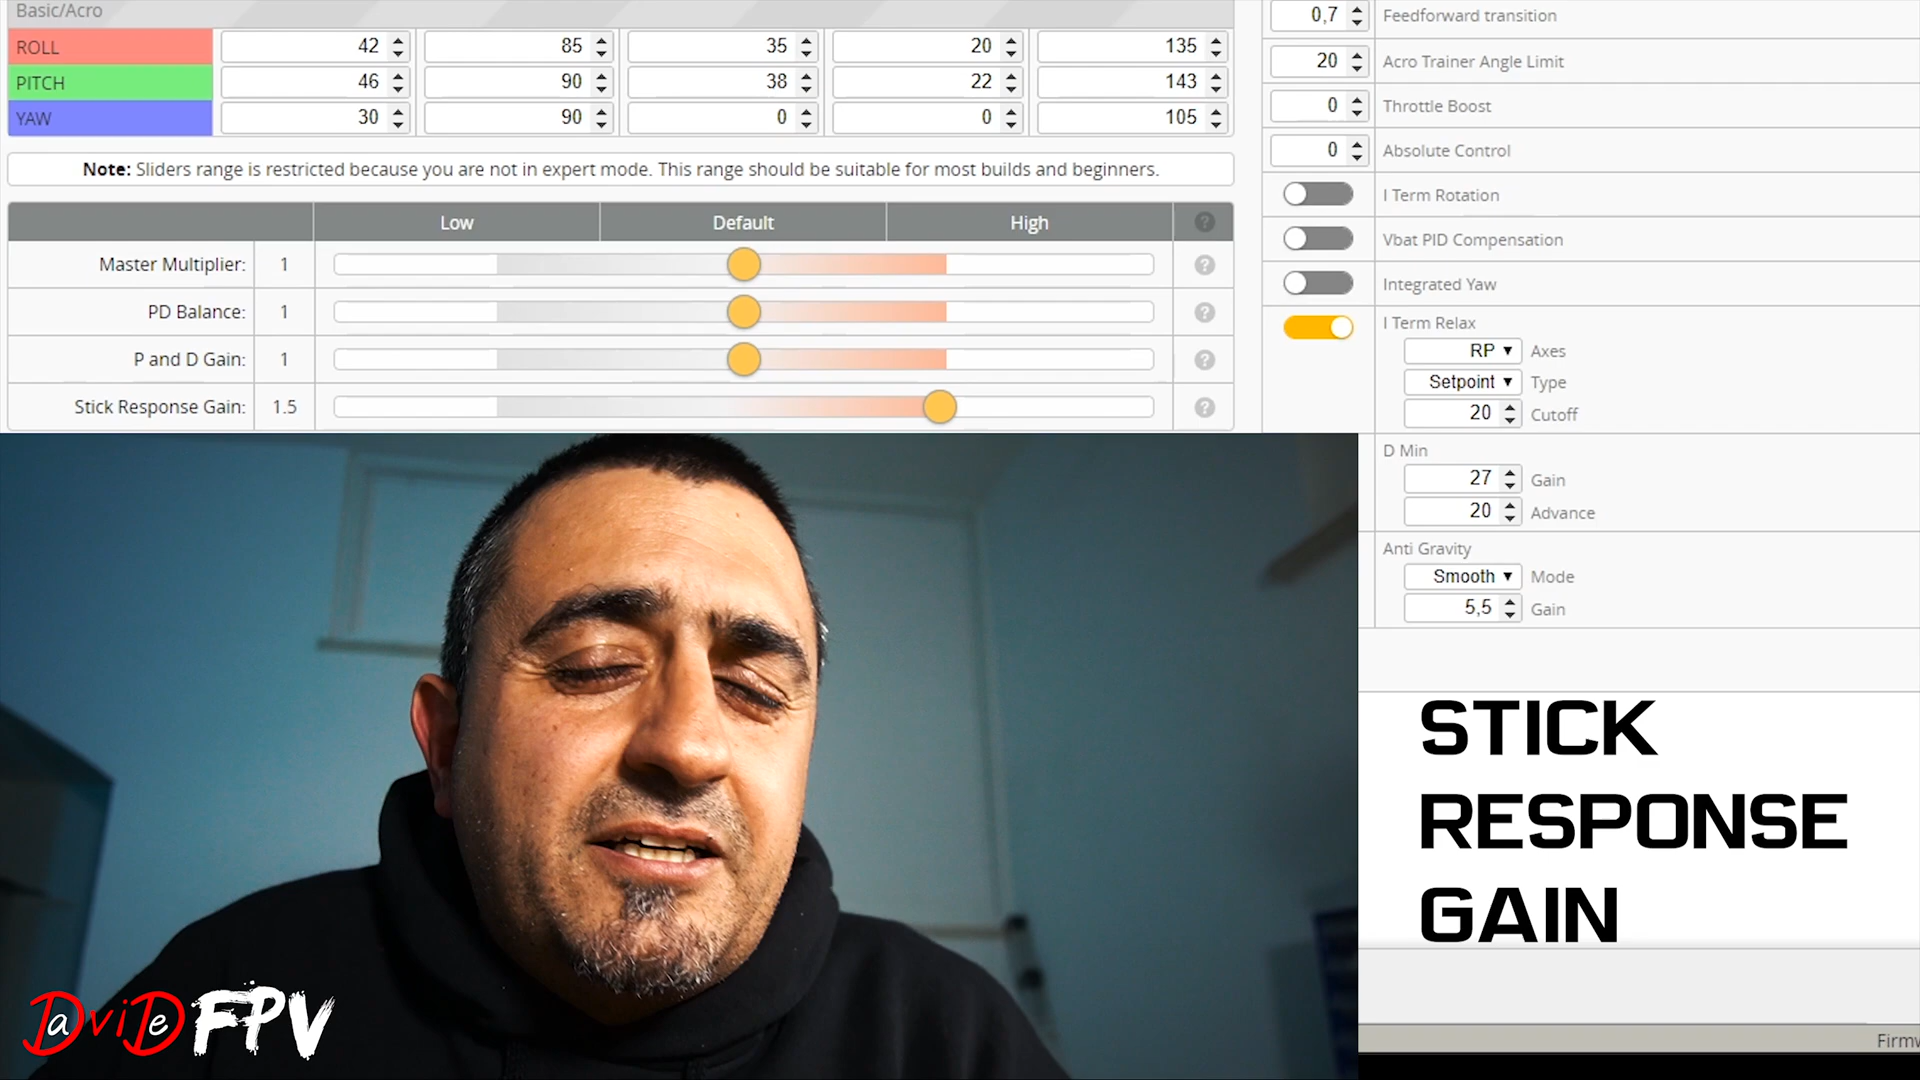 Basic/Acro
ROLL 42 85 35 20 135
PITCH 46 90 38 22 143
YAW 30 90 0 0 105
Note: Sliders range is restricted because you are not in expert mode. This range should be suitable for most builds and beginners.
Low Default High ?
Master Multiplier: 1 ?
PD Balance: 1 ?
P and D Gain: 1 ?
Stick Response Gain: 1.5 ?
0,7 Feedforward transition
20 Acro Trainer Angle Limit
0 Throttle Boost
0 Absolute Control
I Term Rotation
Vbat PID Compensation
Integrated Yaw
I Term Relax
RP Axes
Setpoint Type
20 Cutoff
D Min
27 Gain
20 Advance
Anti Gravity
Smooth Mode
5,5 Gain
STICK
RESPONSE
GAIN
DaviDe FPV
Firmw